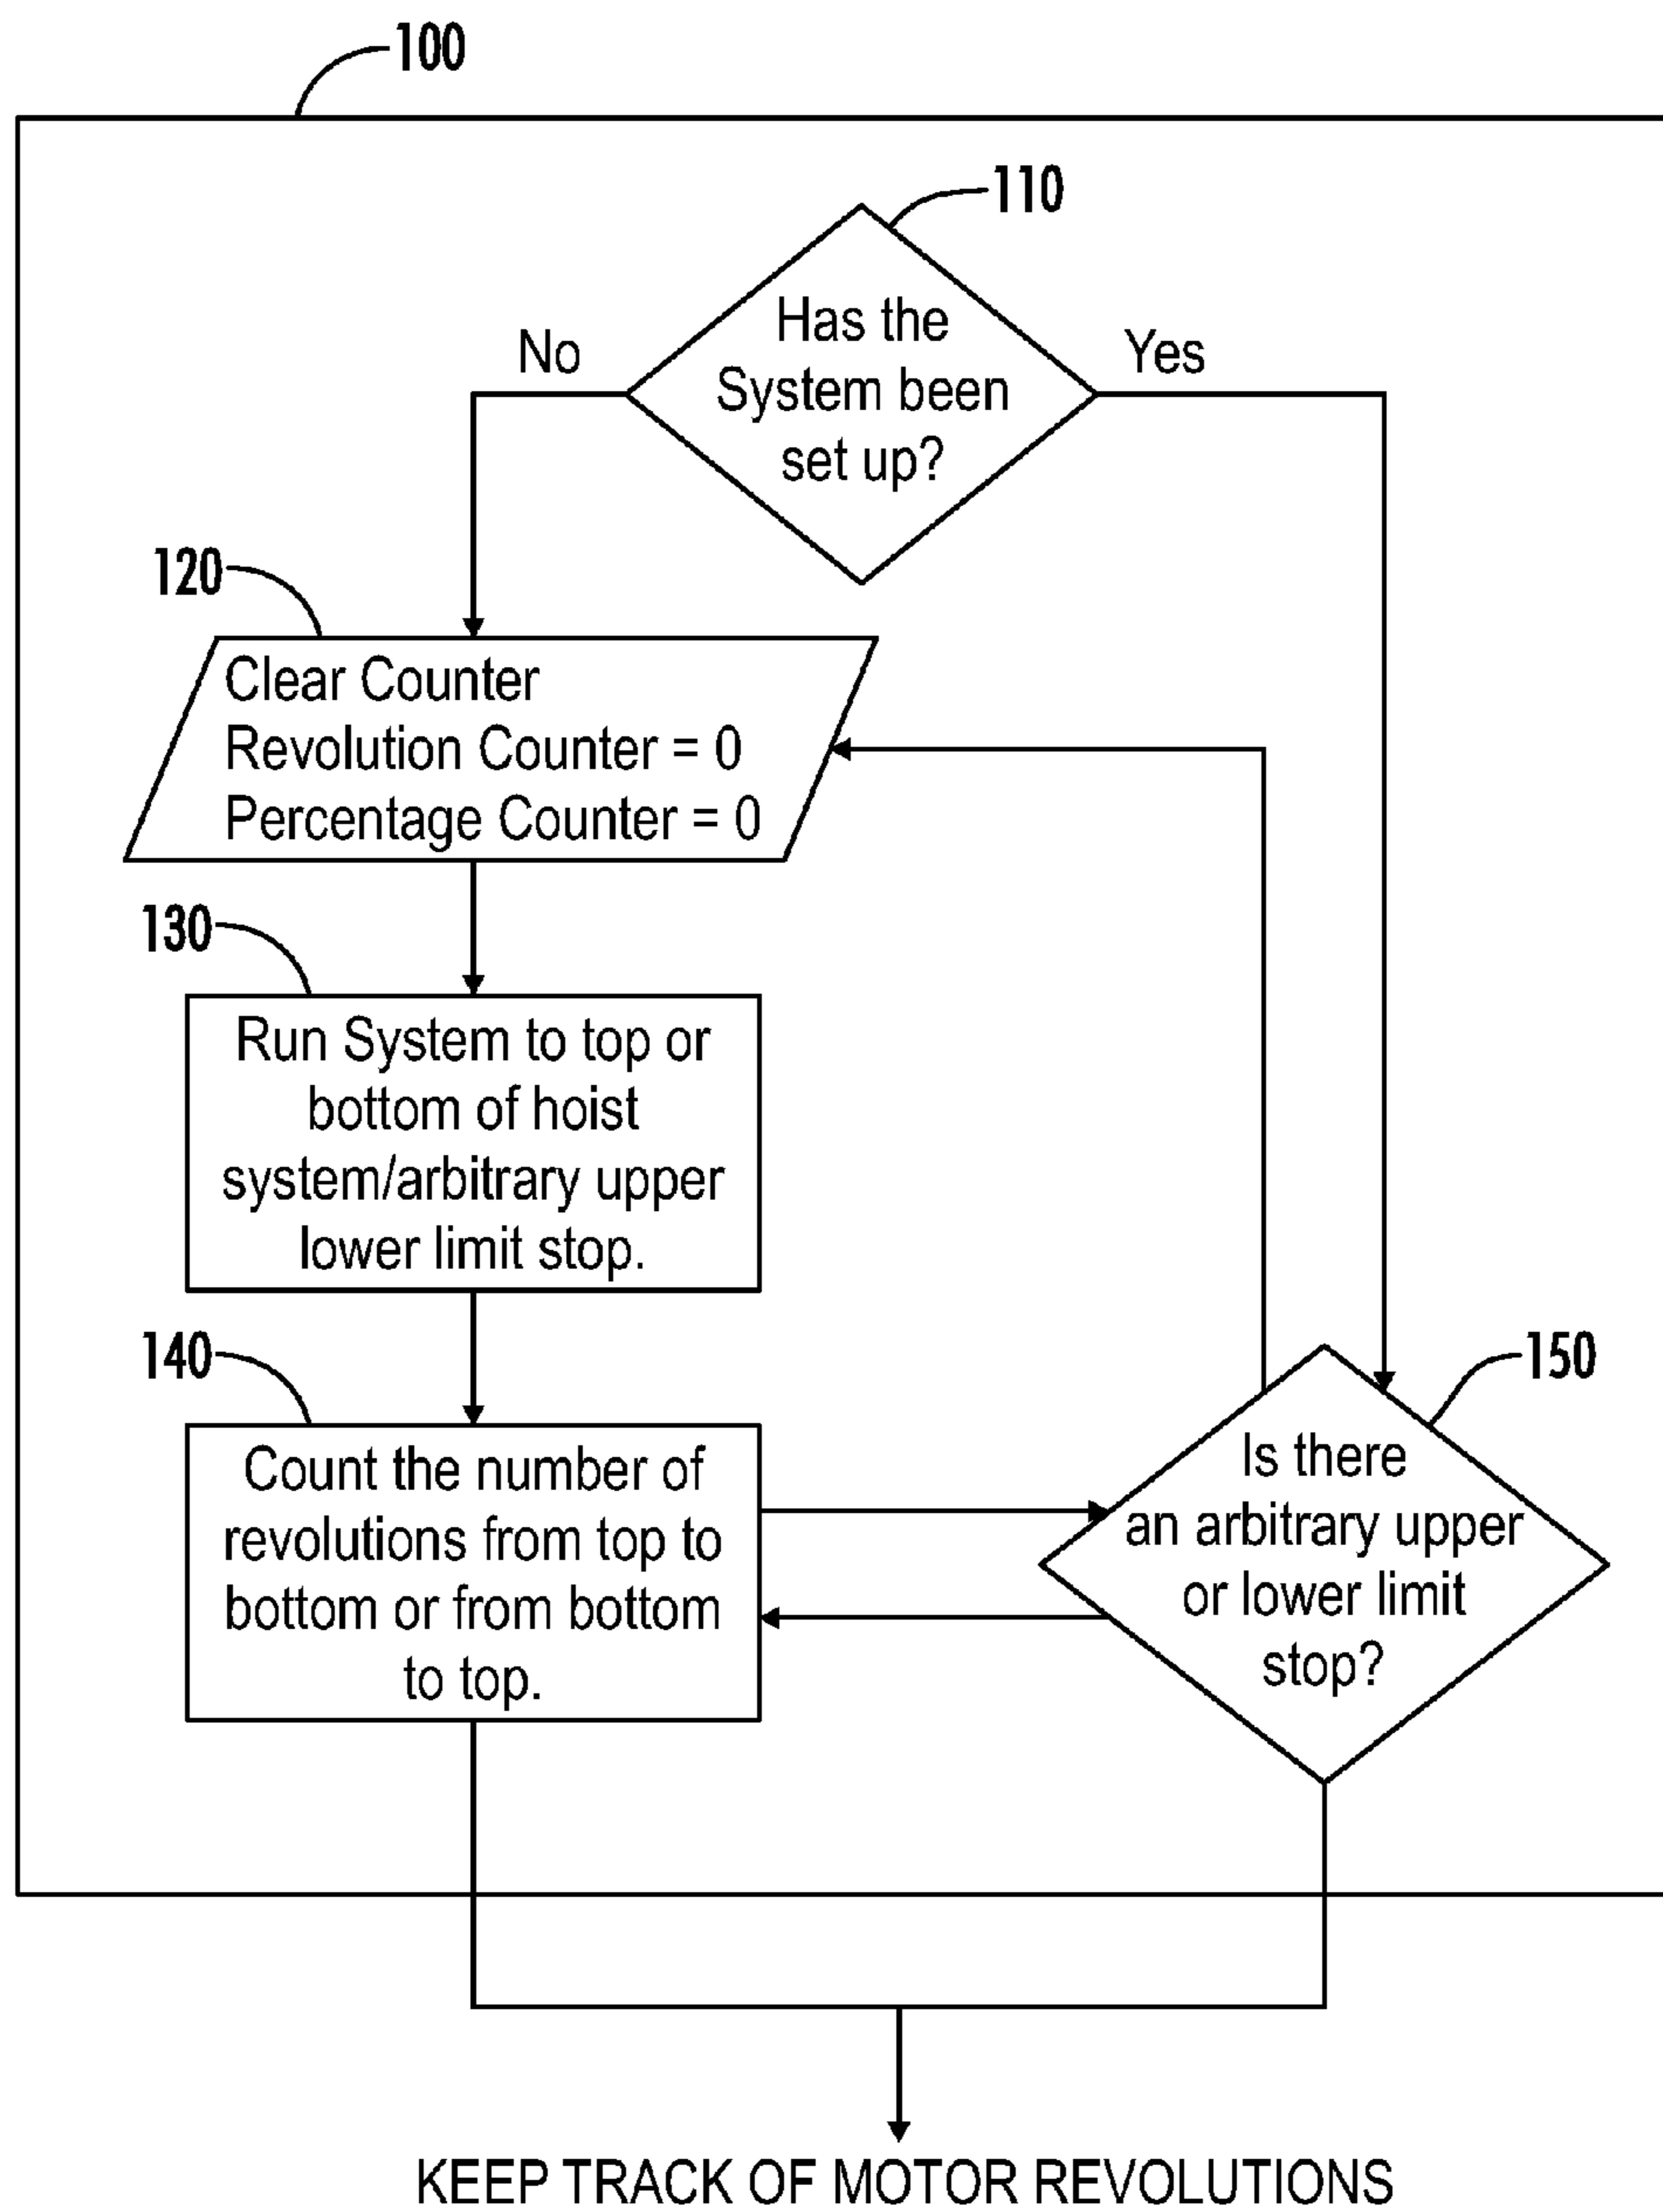 100
110
Has the
System been
set up?
No
Yes
120
Clear Counter
Revolution Counter = 0
Percentage Counter = 0
130
Run System to top or
bottom of hoist
system/arbitrary upper
lower limit stop.
140
Count the number of
revolutions from top to
bottom or from bottom
to top.
150
Is there
an arbitrary upper
or lower limit
stop?
KEEP TRACK OF MOTOR REVOLUTIONS